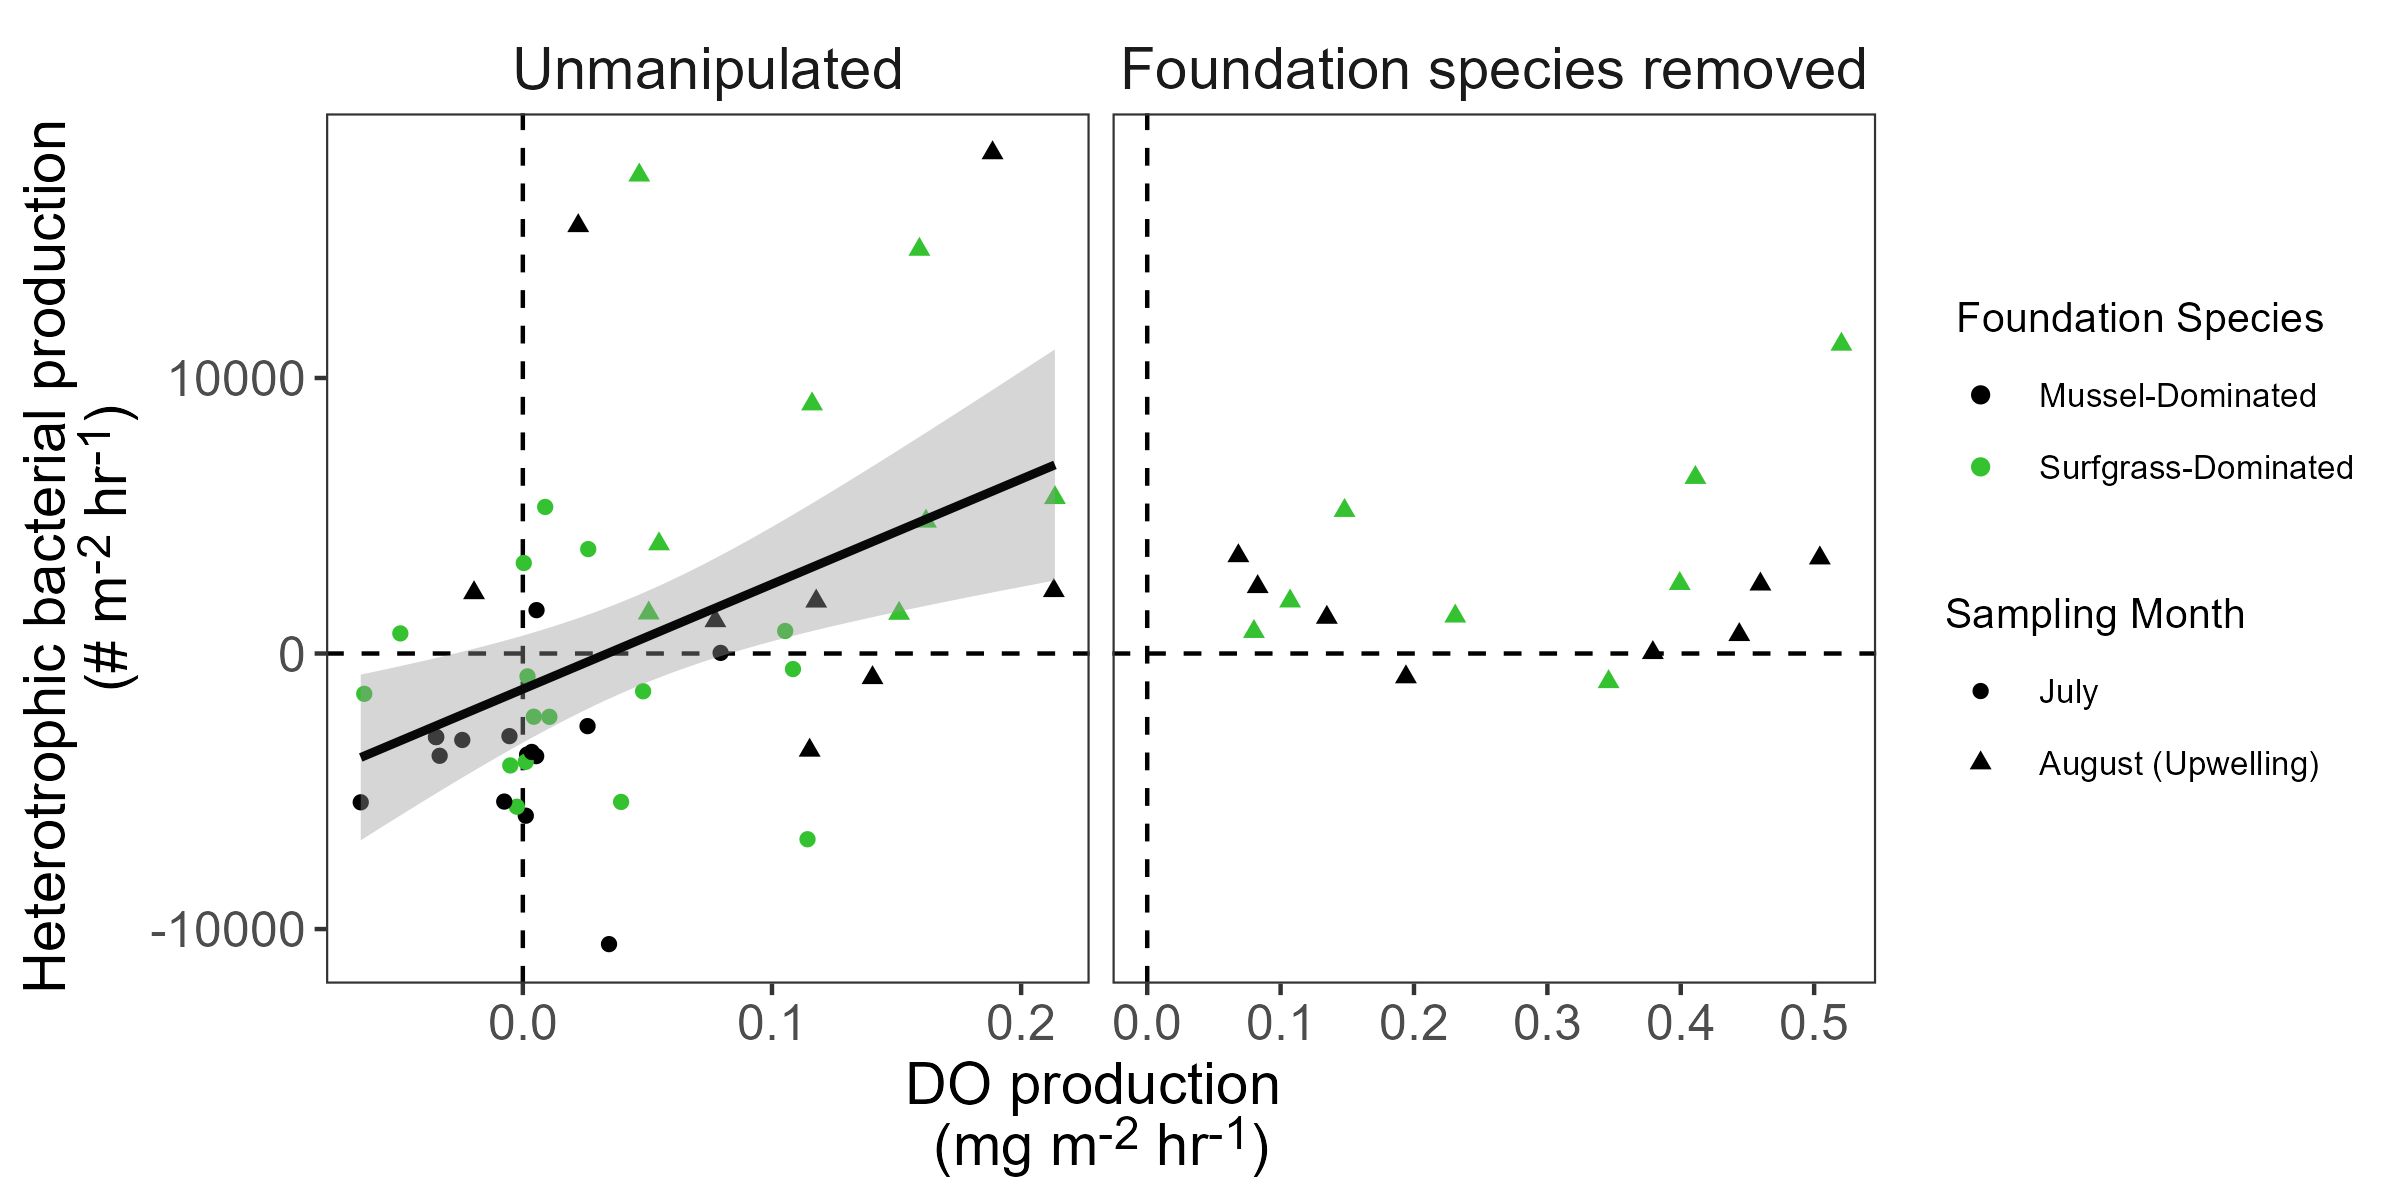 Unmanipulated
Foundation species removed
Heterotrophic bacterial production
(# m-2 hr-1)
10000
0
-10000
0.0
0.1
0.2
0.0
0.1
0.2
0.3
0.4
0.5
DO production
(mg m-2 hr-1)
Foundation Species
Mussel-Dominated
Surfgrass-Dominated
Sampling Month
July
August (Upwelling)